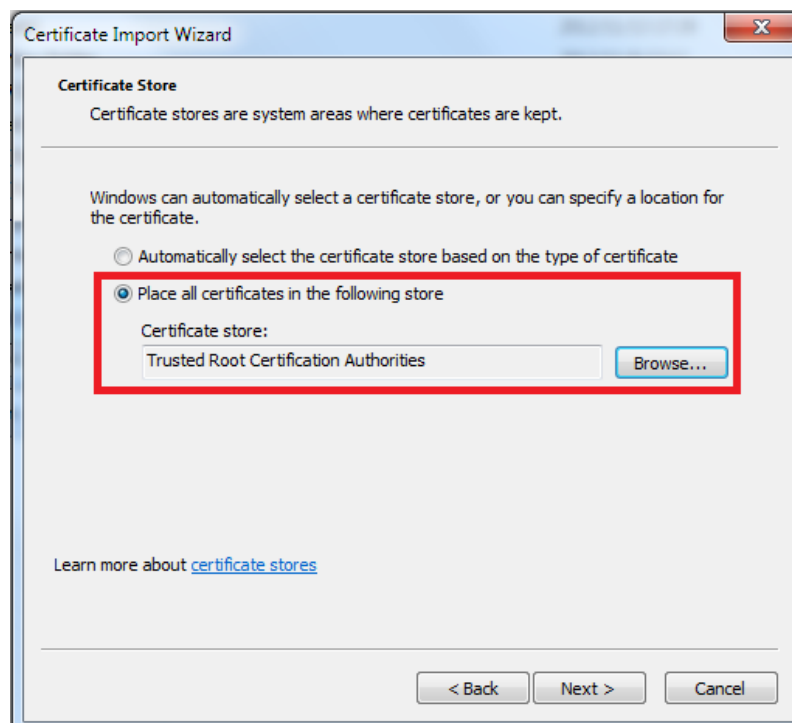 Certificate Import Wizard
Certificate Store
Certificate stores are system areas where certificates are kept.
Windows can automatically select a certificate store, or you can specify a location for
the certificate.
Automatically select the certificate store based on the type of certificate
Place all certificates in the following store
Certificate store:
Trusted Root Certification Authorities
Browse...
Learn more about certificate stores
< Back
Next >
Cancel